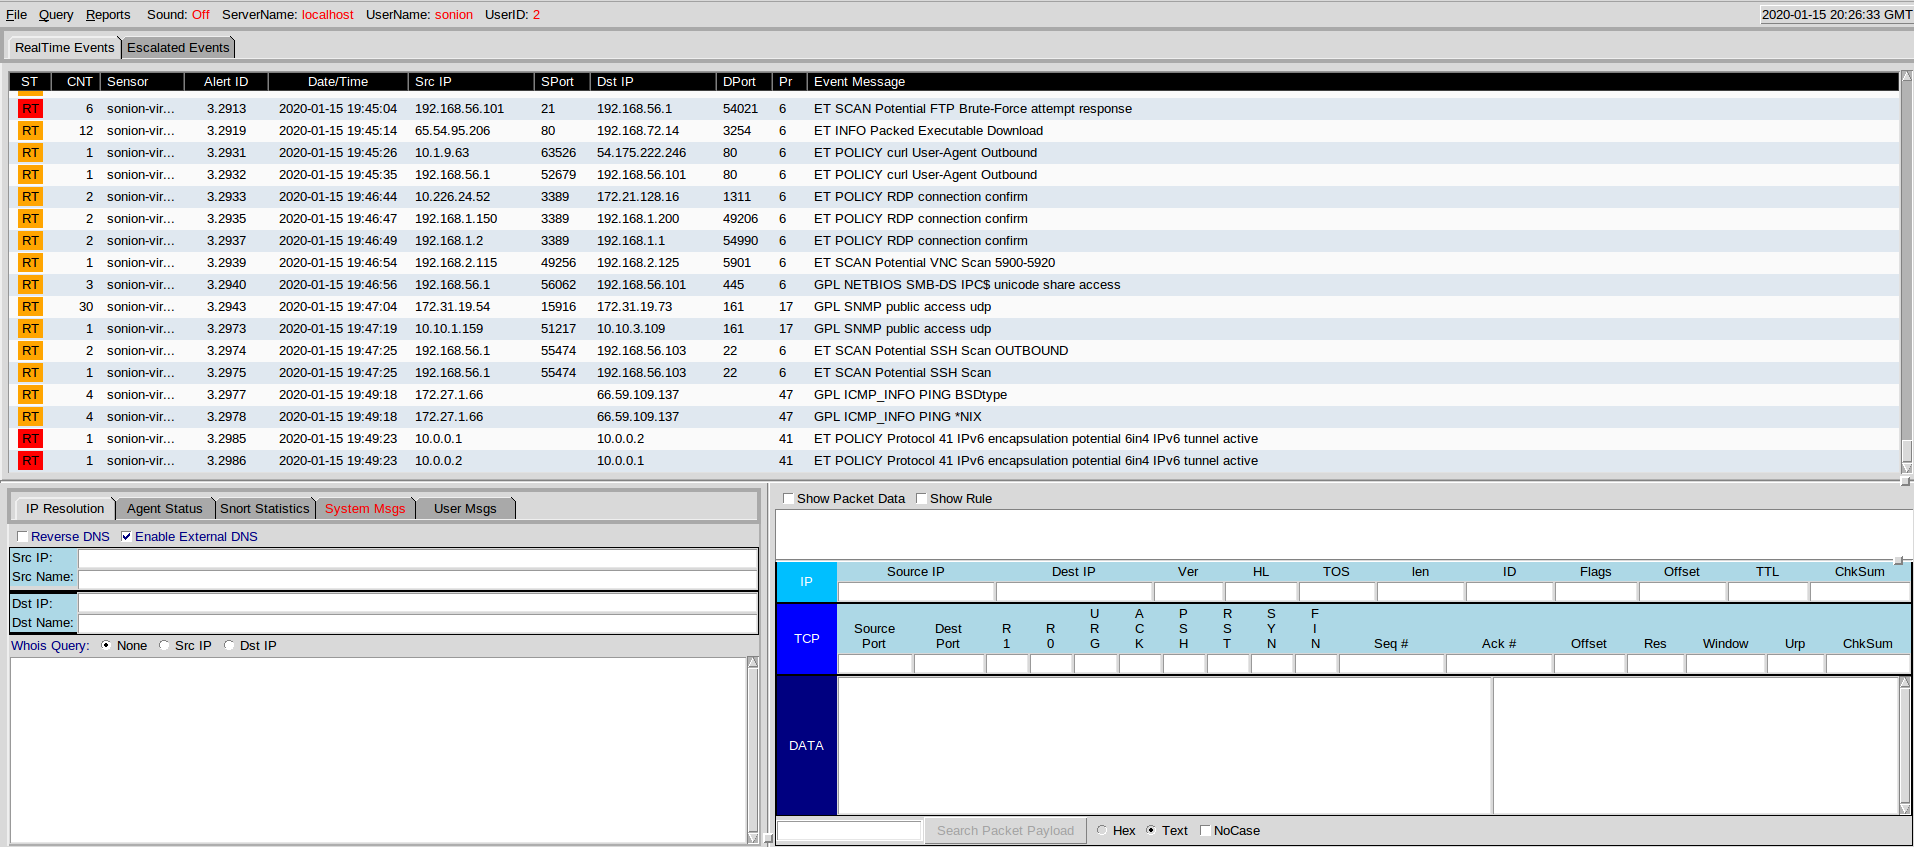 File Query Reports Sound: Off ServerName: localhost UserName: sonion UserID: 2 2020-01-15 20:26:33 GMT
RealTime Events Escalated Events
ST CNT Sensor Alert ID Date/Time Src IP SPort Dst IP DPort Pr Event Message
RT 6 sonion-vir... 3.2913 2020-01-15 19:45:04 192.168.56.101 21 192.168.56.1 54021 6 ET SCAN Potential FTP Brute-Force attempt response
RT 12 sonion-vir... 3.2919 2020-01-15 19:45:14 65.54.95.206 80 192.168.72.14 3254 6 ET INFO Packed Executable Download
RT 1 sonion-vir... 3.2931 2020-01-15 19:45:26 10.1.9.63 63526 54.175.222.246 80 6 ET POLICY curl User-Agent Outbound
RT 1 sonion-vir... 3.2932 2020-01-15 19:45:35 192.168.56.1 52679 192.168.56.101 80 6 ET POLICY curl User-Agent Outbound
RT 2 sonion-vir... 3.2933 2020-01-15 19:46:44 10.226.24.52 3389 172.21.128.16 1311 6 ET POLICY RDP connection confirm
RT 2 sonion-vir... 3.2935 2020-01-15 19:46:47 192.168.1.150 3389 192.168.1.200 49206 6 ET POLICY RDP connection confirm
RT 2 sonion-vir... 3.2937 2020-01-15 19:46:49 192.168.1.2 3389 192.168.1.1 54990 6 ET POLICY RDP connection confirm
RT 1 sonion-vir... 3.2939 2020-01-15 19:46:54 192.168.2.115 49256 192.168.2.125 5901 6 ET SCAN Potential VNC Scan 5900-5920
RT 3 sonion-vir... 3.2940 2020-01-15 19:46:56 192.168.56.1 56062 192.168.56.101 445 6 GPL NETBIOS SMB-DS IPC$ unicode share access
RT 30 sonion-vir... 3.2943 2020-01-15 19:47:04 172.31.19.54 15916 172.31.19.73 161 17 GPL SNMP public access udp
RT 1 sonion-vir... 3.2973 2020-01-15 19:47:19 10.10.1.159 51217 10.10.3.109 161 17 GPL SNMP public access udp
RT 2 sonion-vir... 3.2974 2020-01-15 19:47:25 192.168.56.1 55474 192.168.56.103 22 6 ET SCAN Potential SSH Scan OUTBOUND
RT 1 sonion-vir... 3.2975 2020-01-15 19:47:25 192.168.56.1 55474 192.168.56.103 22 6 ET SCAN Potential SSH Scan
RT 4 sonion-vir... 3.2977 2020-01-15 19:49:18 172.27.1.66 66.59.109.137 47 GPL ICMP_INFO PING BSDtype
RT 4 sonion-vir... 3.2978 2020-01-15 19:49:18 172.27.1.66 66.59.109.137 47 GPL ICMP_INFO PING *NIX
RT 1 sonion-vir... 3.2985 2020-01-15 19:49:23 10.0.0.1 10.0.0.2 41 ET POLICY Protocol 41 IPv6 encapsulation potential 6in4 IPv6 tunnel active
RT 1 sonion-vir... 3.2986 2020-01-15 19:49:23 10.0.0.2 10.0.0.1 41 ET POLICY Protocol 41 IPv6 encapsulation potential 6in4 IPv6 tunnel active
IP Resolution Agent Status Snort Statistics System Msgs User Msgs
Reverse DNS Enable External DNS
Src IP:
Src Name:
Dst IP:
Dst Name:
Whois Query: None Src IP Dst IP
Show Packet Data Show Rule
IP Source IP Dest IP Ver HL TOS len ID Flags Offset TTL ChkSum
TCP Source Port Dest Port R1 R0 URG ACK PSH RST SYN FIN Seq # Ack # Offset Res Window Urp ChkSum
DATA
Search Packet Payload Hex Text NoCase